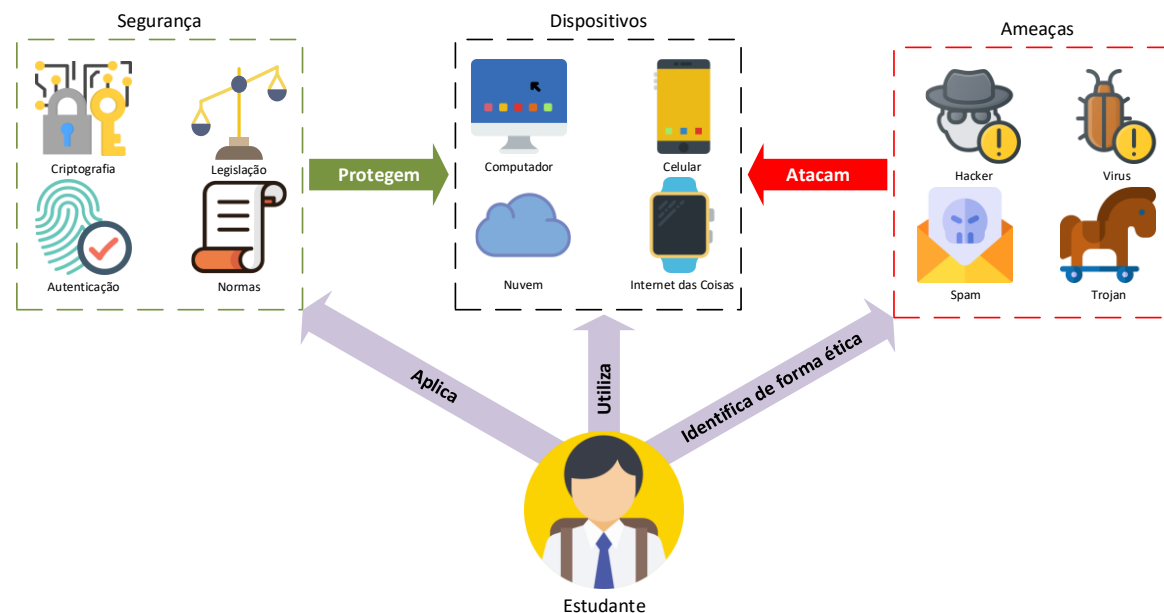 Segurança
Dispositivos
Ameaças
Criptografia
Legislação
Autenticação
Normas
Protegem
Computador
Celular
Nuvem
Internet das Coisas
Atacam
Hacker
Virus
Spam
Trojan
Aplica
Utiliza
Identifica de forma ética
Estudante